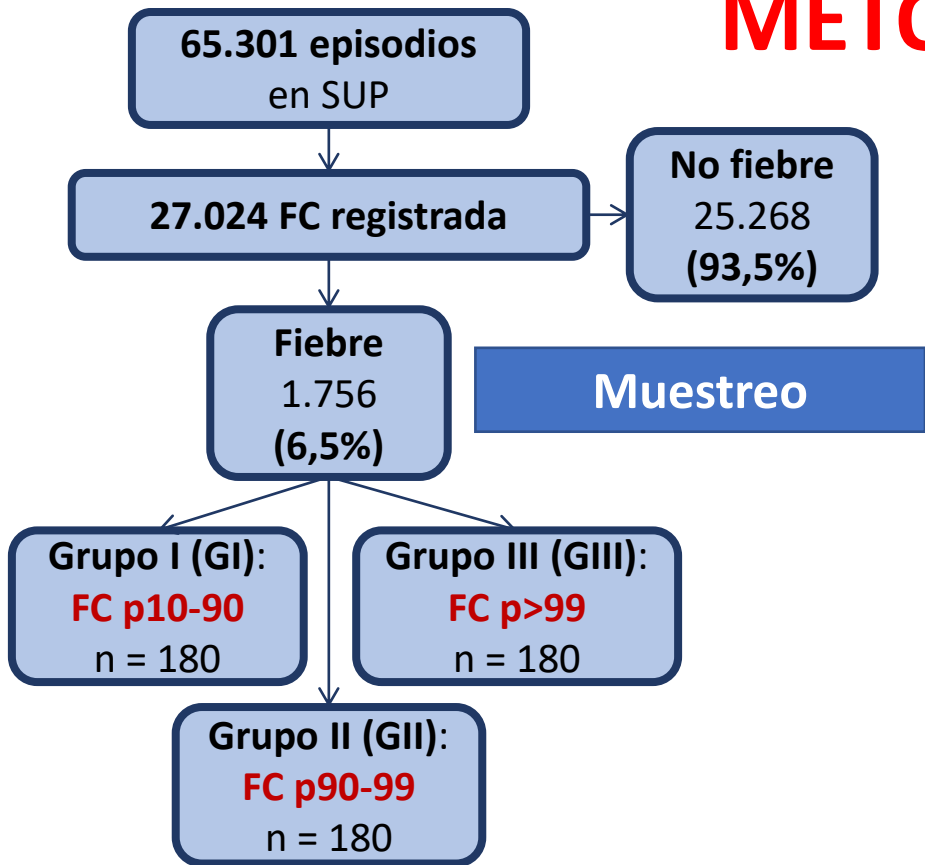 65.301 episodios
en SUP
27.024 FC registrada
No fiebre
25.268
(93,5%)
Fiebre
1.756
(6,5%)
Muestreo
Grupo I (GI):
FC p10-90
n = 180
Grupo III (GIII):
FC p>99
n = 180
Grupo II (GII):
FC p90-99
n = 180